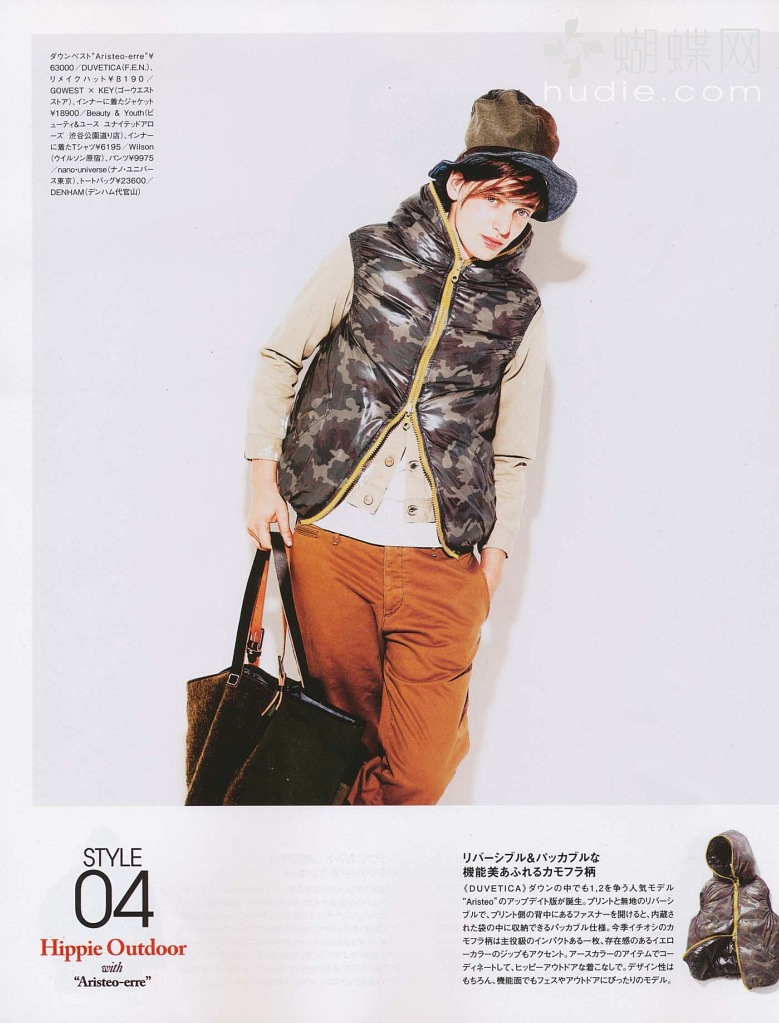 ダウンベスト"Aristeo-erre"¥
63000／DUVETICA（F.E.N.）、
リメイクハット¥8190／
GOWEST × KEY（ゴーウエスト
ストア）、インナーに着たジャケット
¥18900／Beauty & Youth（ビ
ューティ&ユース ユナイテッドアロ
ーズ 渋谷公園通り店）、インナー
に着たTシャツ¥6195／Wilson
（ウイルソン原宿）、パンツ¥9975
／nano・universe（ナノ・ユニバー
ス東京）、トートバッグ¥23600／
DENHAM（デンハム代官山）
蝴蝶网
hudie.com
STYLE
04
Hippie Outdoor
with
"Aristeo-erre"
リバーシブル&パッカブルな
機能美あふれるカモフラ柄
《DUVETICA》ダウンの中でも1,2を争う人気モデル
"Aristeo"のアップデイト版が誕生。プリントと無地のリバーシ
ブルで、プリント側の背中にあるファスナーを開けると、内蔵さ
れた袋の中に収納できるパッカブル仕様。今季イチオシのカ
モフラ柄は主役級のインパクトある一枚、存在感のあるイエロ
ーカラーのジップもアクセント。アースカラーのアイテムでコー
ディネートして、ヒッピーアウトドアな着こなしで。デザイン性は
もちろん、機能面でもフェスやアウトドアにぴったりのモデル。